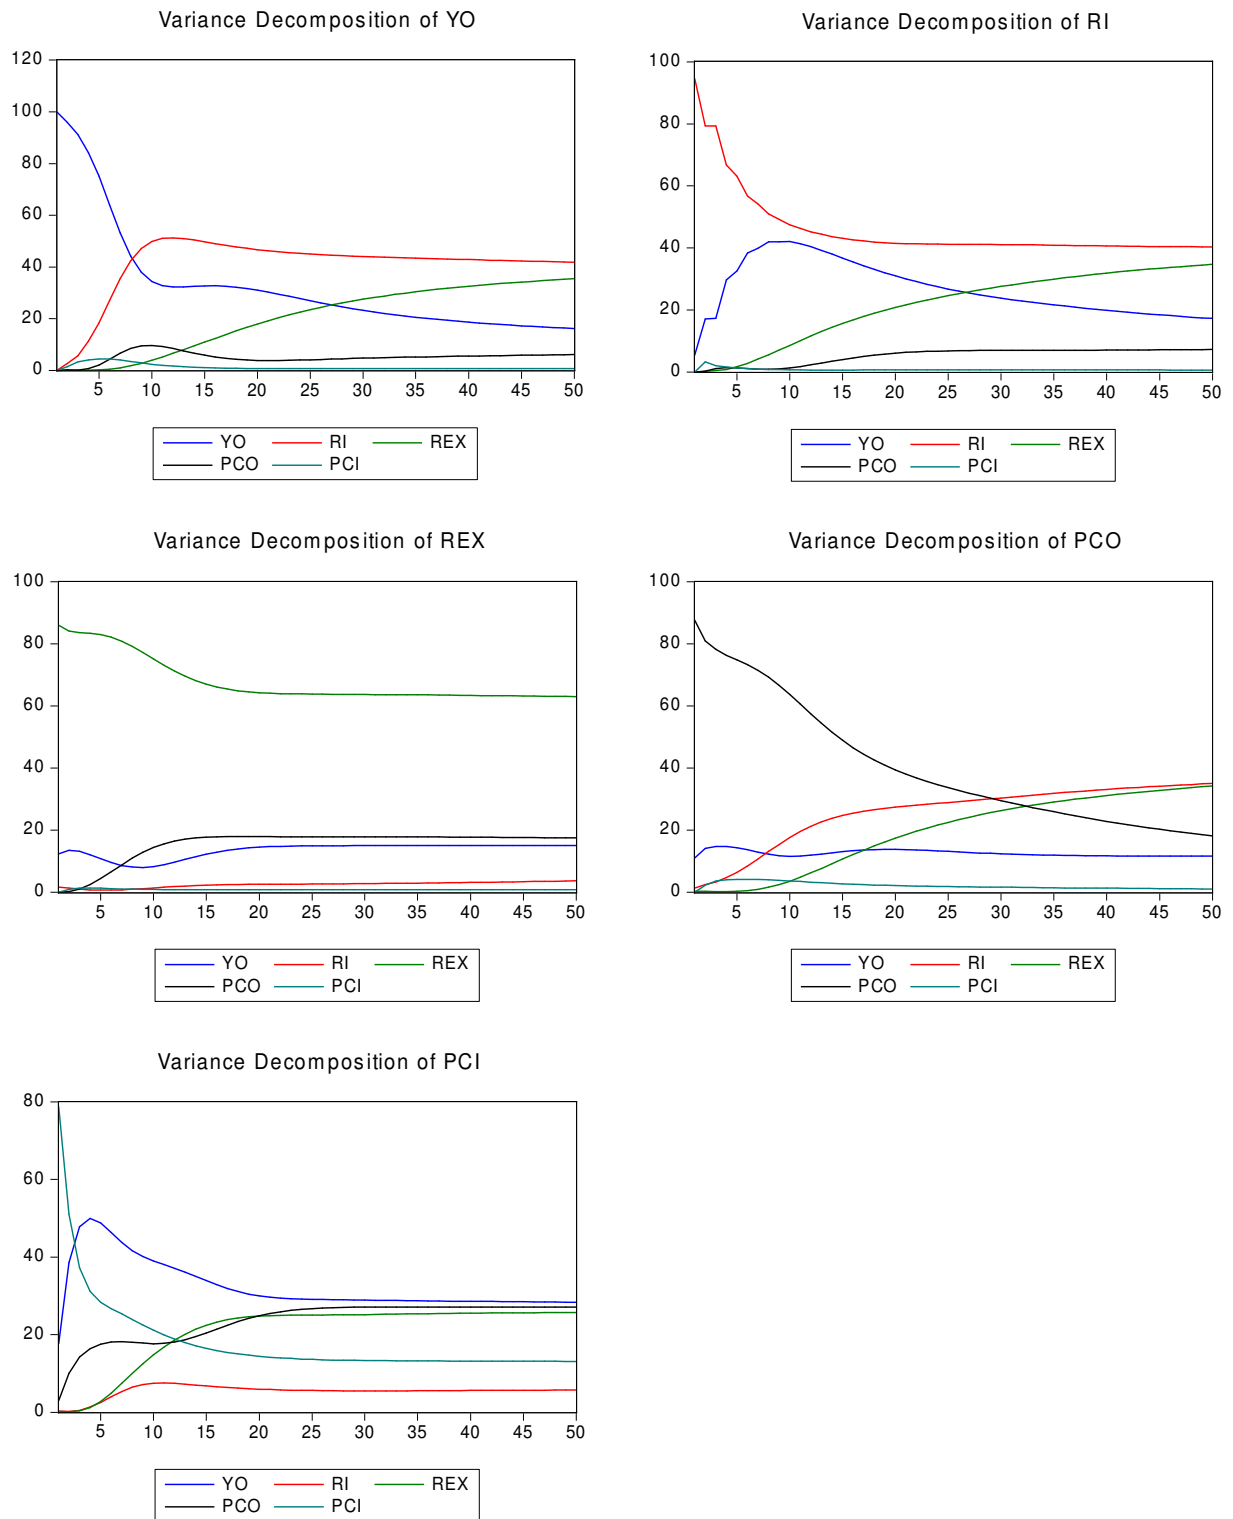 Variance Decomposition of YO
120
100
80
60
40
20
0
5 10 15 20 25 30 35 40 45 50
YO RI REX
PCO PCI
Variance Decomposition of RI
100
80
60
40
20
0
5 10 15 20 25 30 35 40 45 50
YO RI REX
PCO PCI
Variance Decomposition of REX
100
80
60
40
20
0
5 10 15 20 25 30 35 40 45 50
YO RI REX
PCO PCI
Variance Decomposition of PCO
100
80
60
40
20
0
5 10 15 20 25 30 35 40 45 50
YO RI REX
PCO PCI
Variance Decomposition of PCI
80
60
40
20
0
5 10 15 20 25 30 35 40 45 50
YO RI REX
PCO PCI